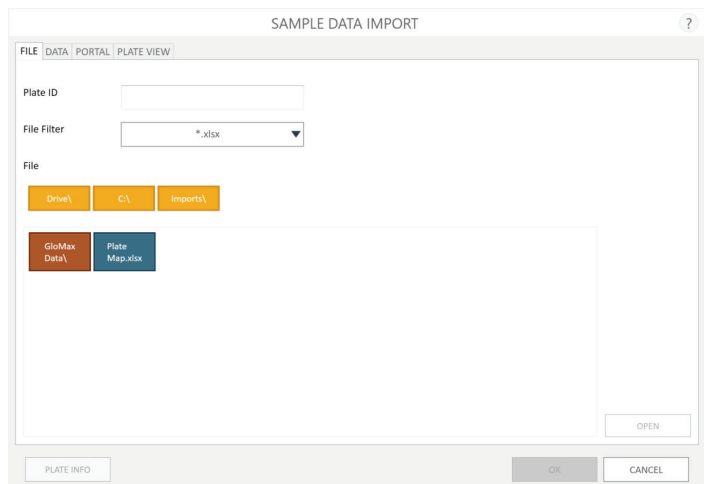 SAMPLE DATA IMPORT
?
FILE DATA PORTAL PLATE VIEW
Plate ID
File Filter
*.xlsx
File
Drive\ C:\ Imports\
GloMax Plate
Data\ Map.xlsx
OPEN
PLATE INFO OK CANCEL